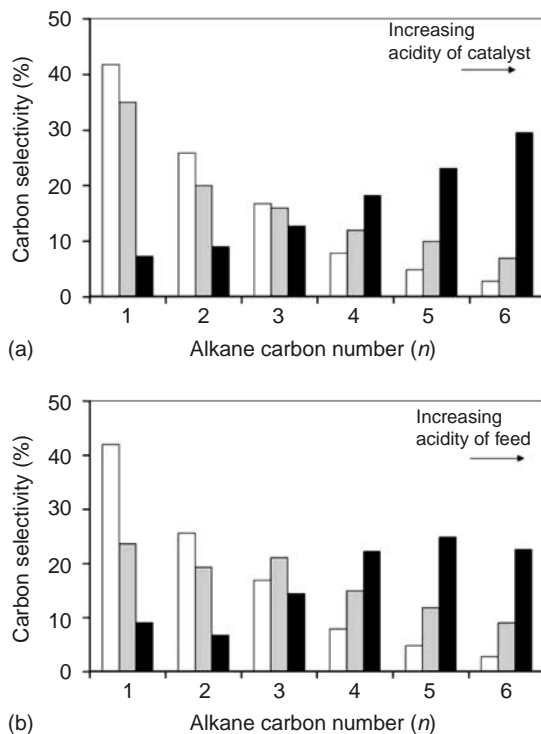 50
40
30
20
10
0
Carbon selectivity (%)
Increasing
acidity of catalyst
1 2 3 4 5 6
(a) Alkane carbon number (n)
50
40
30
20
10
0
Carbon selectivity (%)
Increasing
acidity of feed
1 2 3 4 5 6
(b) Alkane carbon number (n)